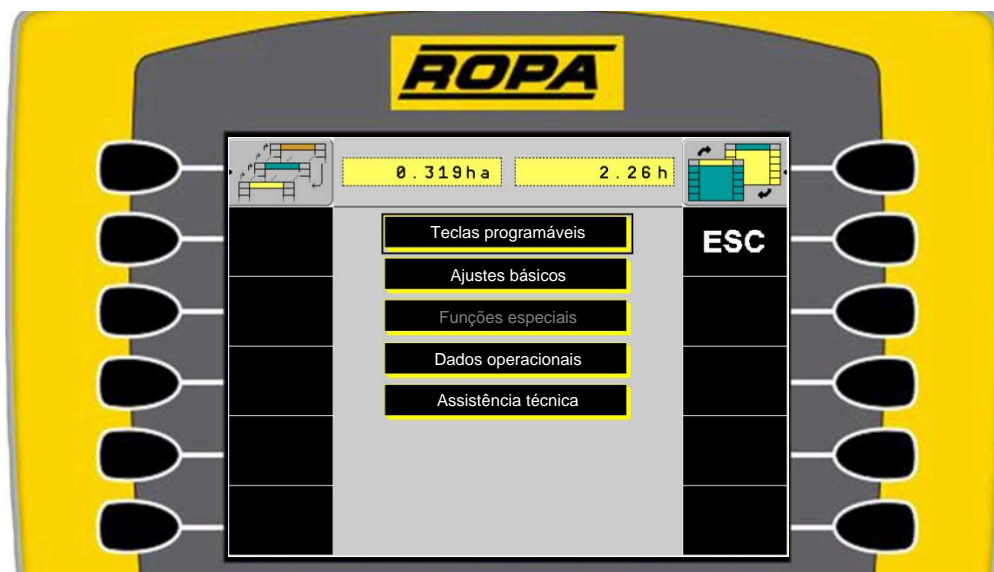 ROPA
0.319ha
2.26h
Teclas programáveis
ESC
Ajustes básicos
Funções especiais
Dados operacionais
Assistência técnica